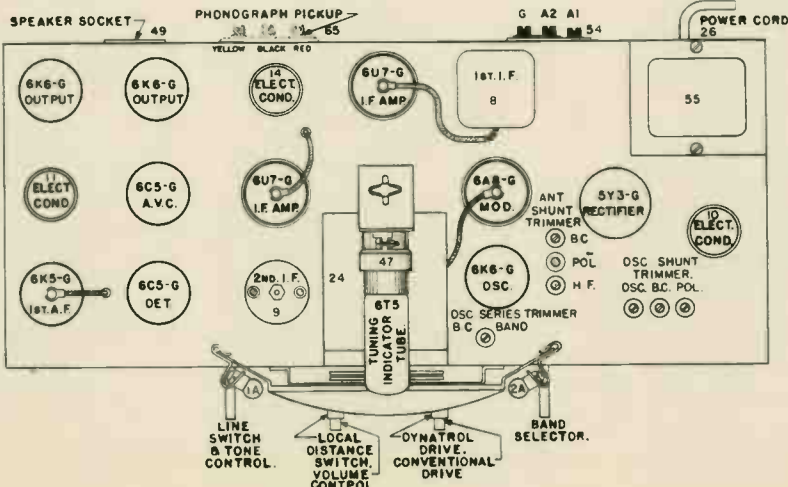 SPEAKER SOCKET
49
PHONOGRAPH PICKUP
65
YELLOW BLACK RED
G A2 A1
54
POWER CORD
26
6K6-G
OUTPUT
6K6-G
OUTPUT
14
ELECT.
COND.
6U7-G
I.F. AMP.
1ST. I.F.
8
55
11
ELECT
COND
6C5-G
A.V.C.
6U7-G
I.F. AMP.
6A8-G
MOD.
5Y3-G
RECTIFIER
10
ELECT.
COND.
ANT
SHUNT
TRIMMER
BC
POL
H.F.
6K5-G
1ST. A.F.
6C5-G
DET.
2ND. I.F.
9
24
47
6T5
TUNING
INDICATOR
TUBE.
6K6-G
OSC.
OSC SHUNT
TRIMMER.
OSC. B.C. POL.
OSC SERIES TRIMMER
B.C BAND
1A
2A
LINE
SWITCH
& TONE
CONTROL.
LOCAL
DISTANCE
SWITCH.
VOLUME
CONTROL
DYNATROL
DRIVE.
CONVENTIONAL
DRIVE
BAND
SELECTOR.